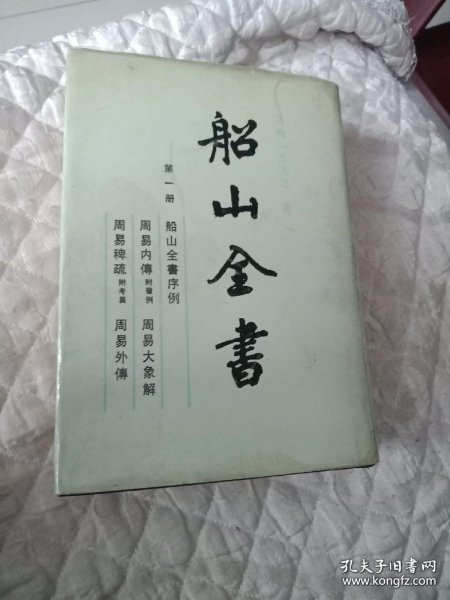 船山全書
第一册
船山全書序例
周易内傳 附發例
周易大象解
周易稗疏 附考異
周易外傳
孔夫子旧书网
www.kongfz.com